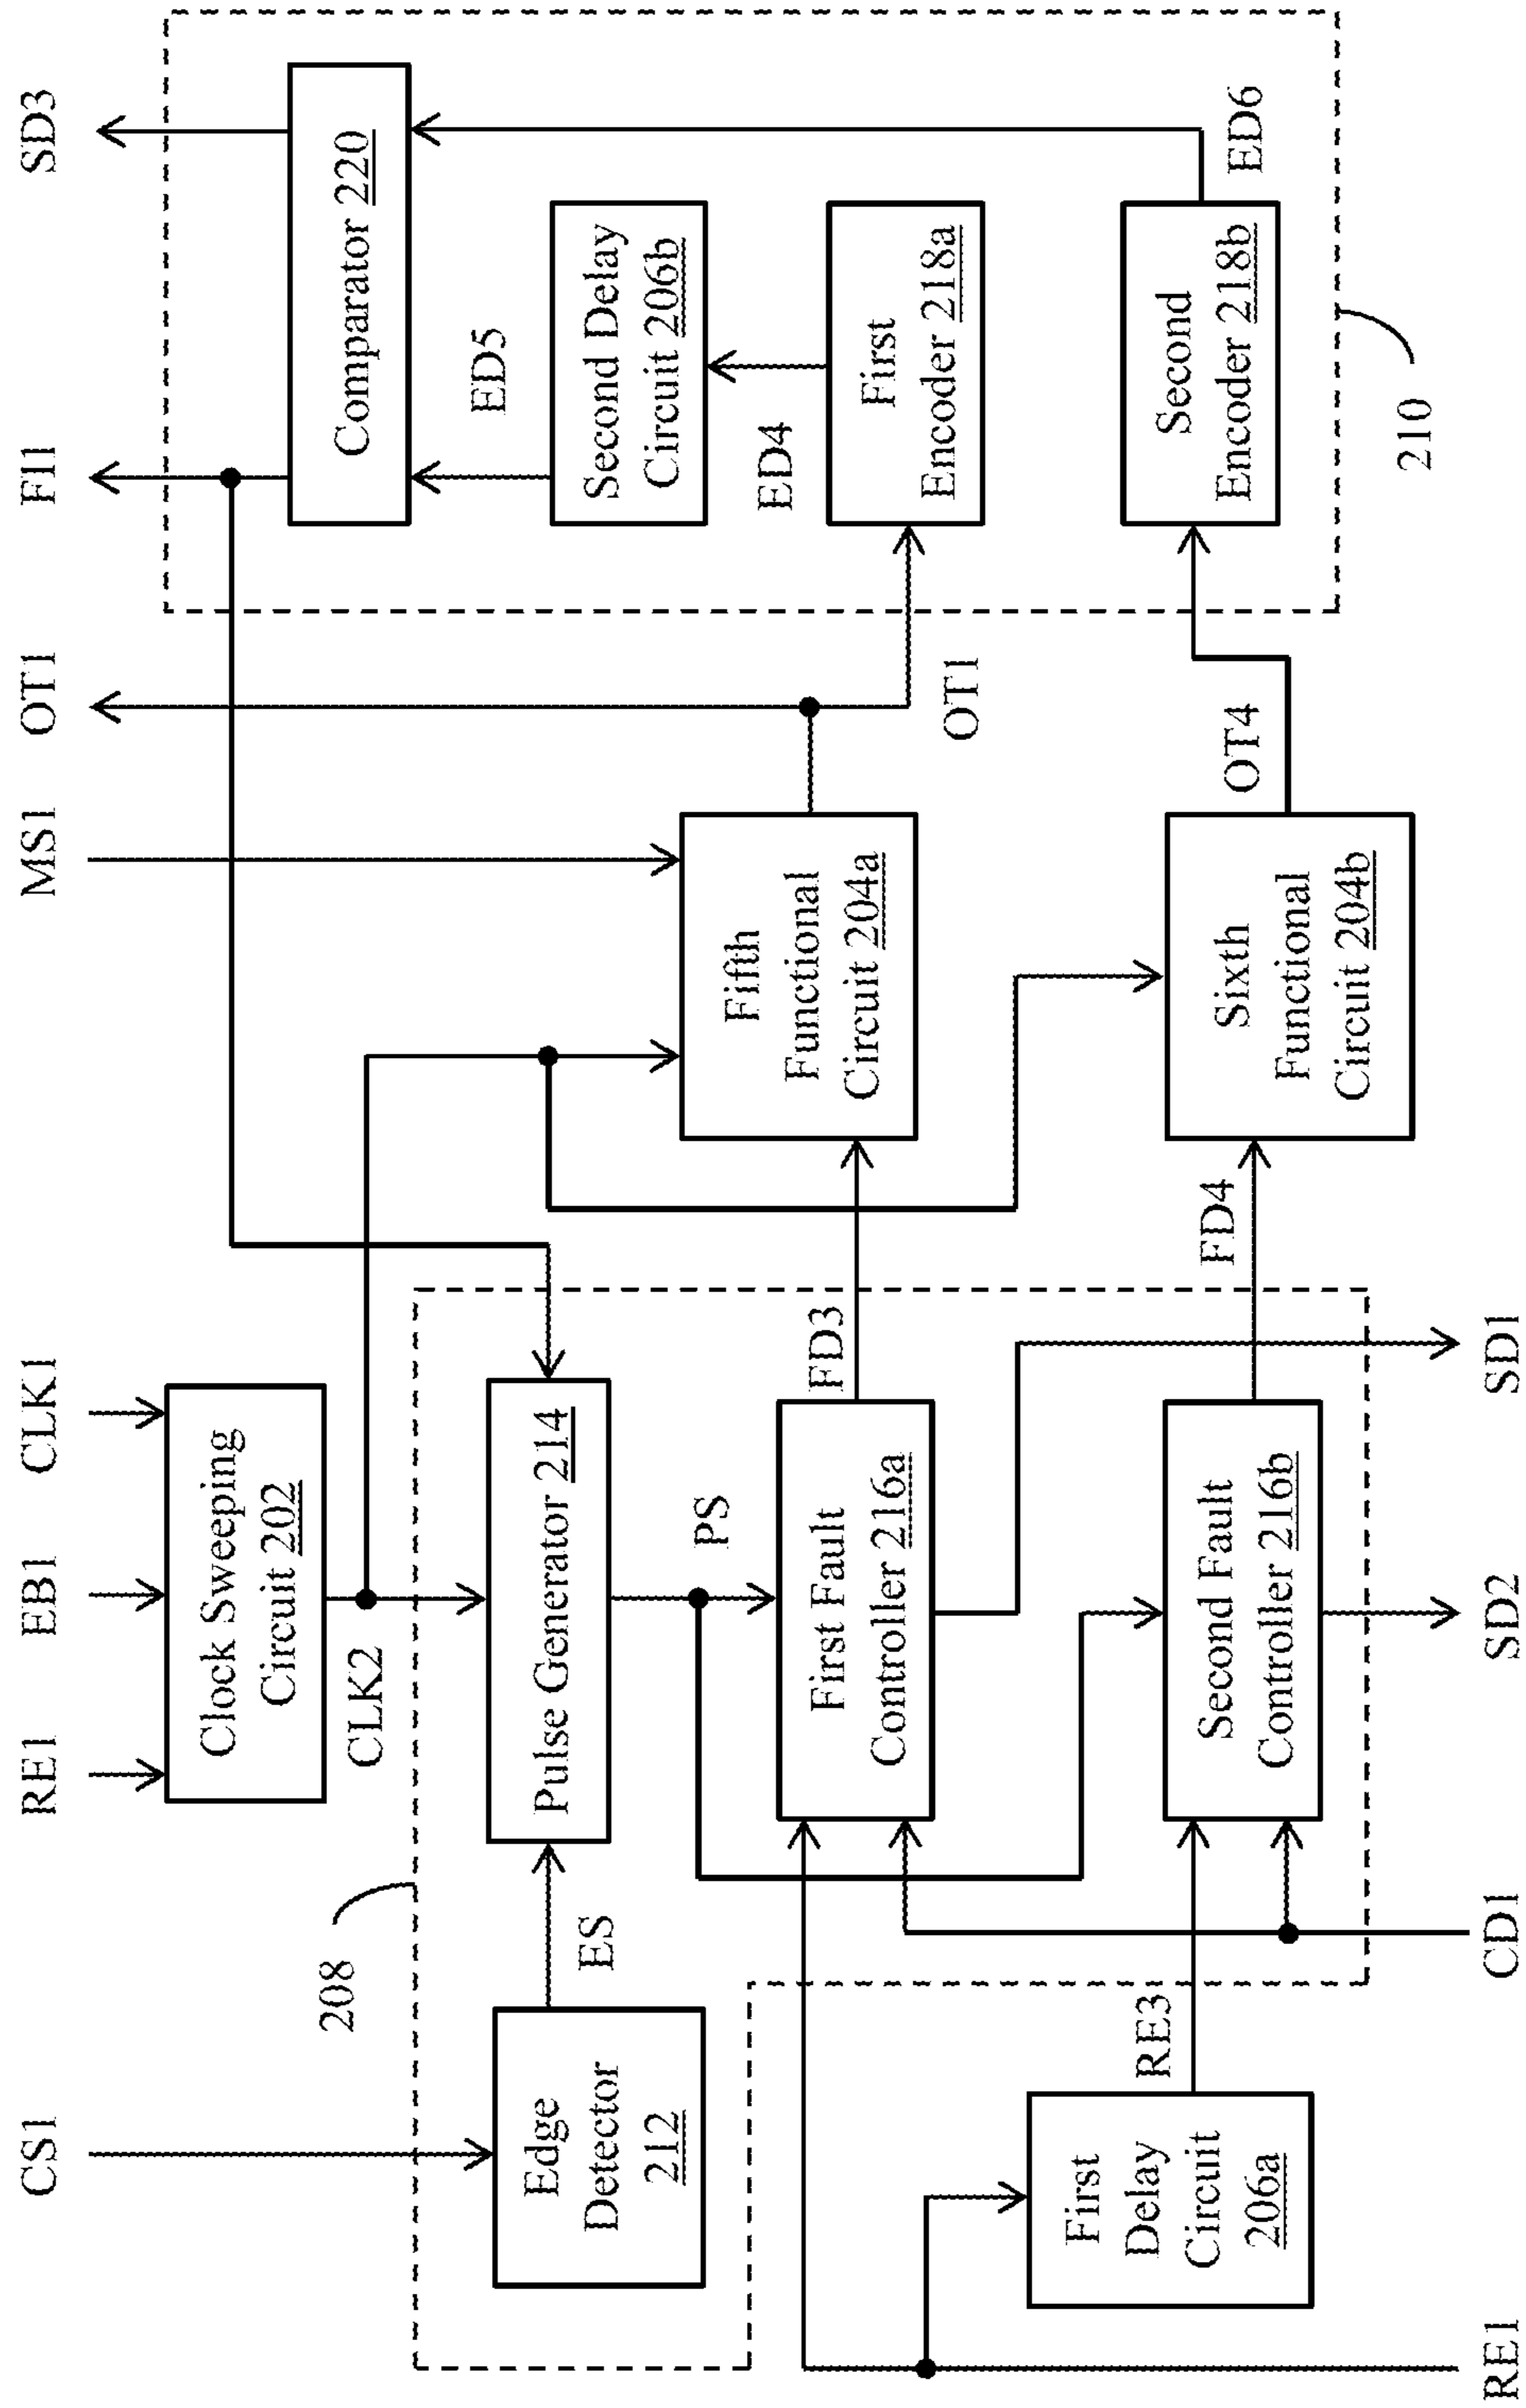 CS1
RE1
EB1
CLK1
MS1
OT1
FI1
SD3
208
Clock Sweeping
Circuit 202
CLK2
Edge
Detector
212
ES
Pulse Generator 214
PS
First Fault
Controller 216a
FD3
Second Fault
Controller 216b
FD4
First
Delay
Circuit
206a
RE3
Fifth
Functional
Circuit 204a
Sixth
Functional
Circuit 204b
OT1
OT4
Comparator 220
ED5
Second Delay
Circuit 206b
ED4
First
Encoder 218a
Second
Encoder 218b
ED6
210
RE1
CD1
SD2
SD1